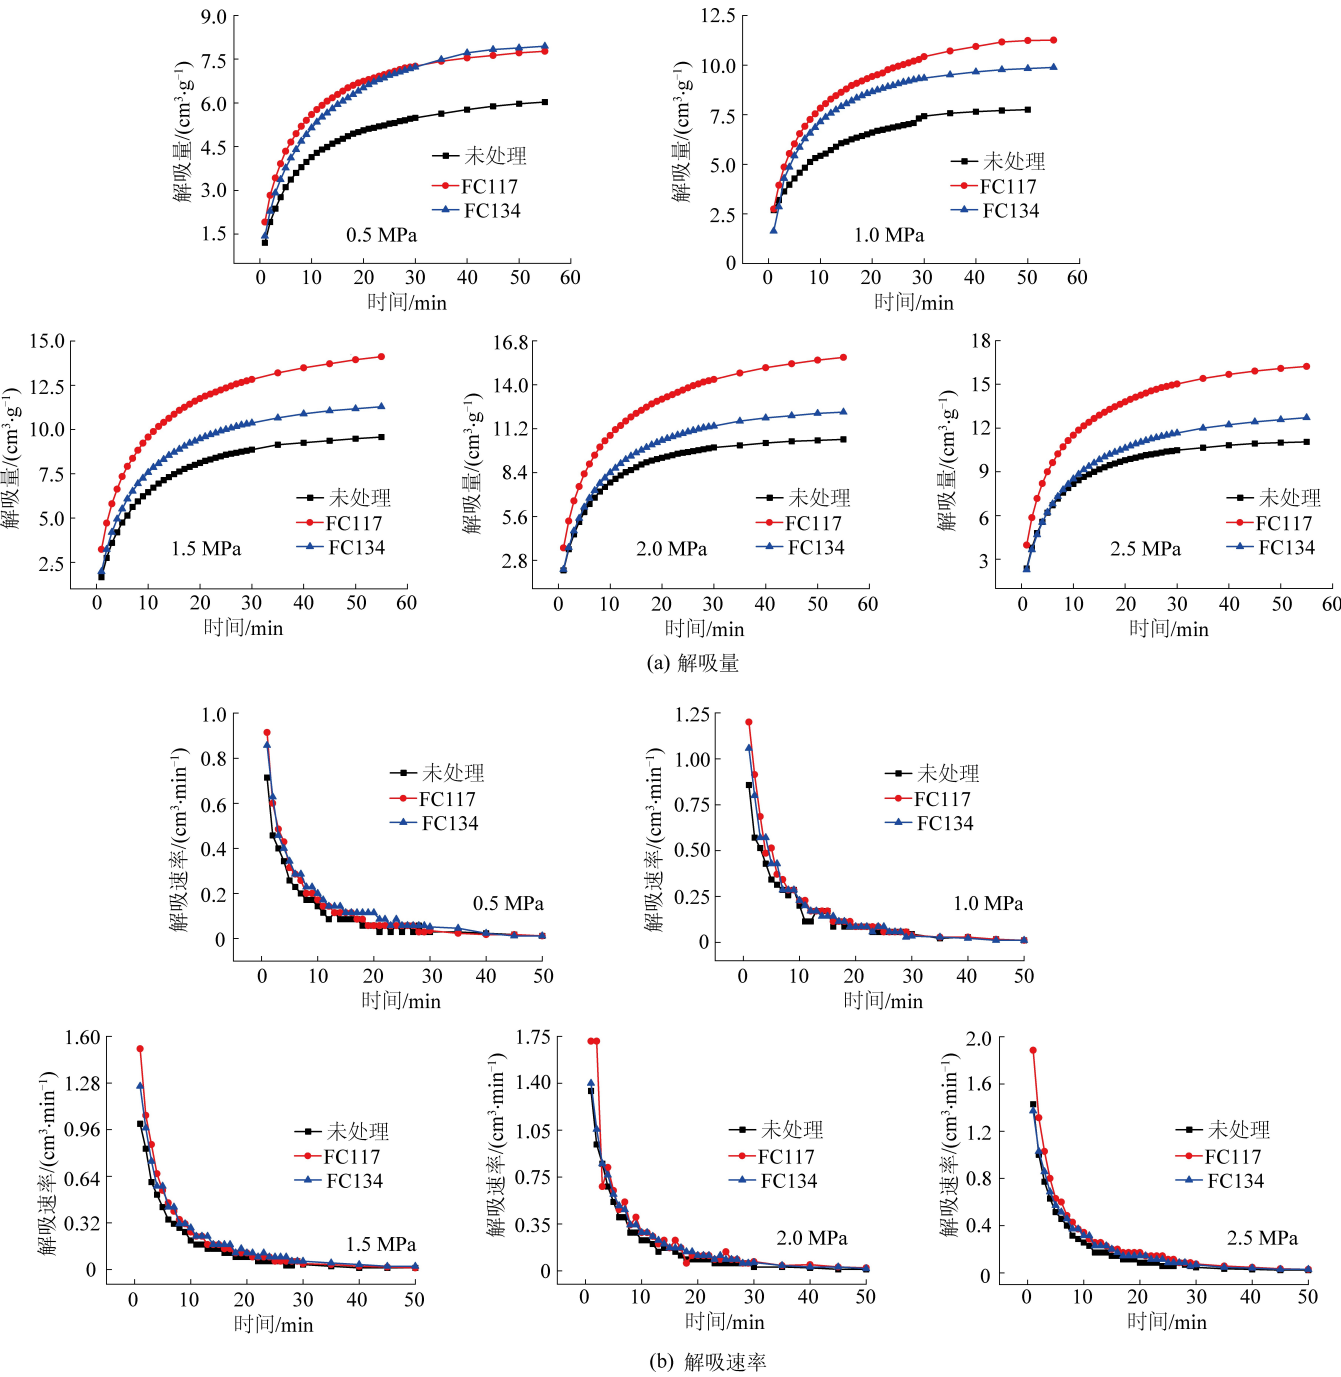 9.0
7.5
6.0
4.5
3.0
1.5
解吸量/(cm³·g⁻¹)
未处理
FC117
FC134
0.5 MPa
0 10 20 30 40 50 60
时间/min
12.5
10.0
7.5
5.0
2.5
0
解吸量/(cm³·g⁻¹)
未处理
FC117
FC134
1.0 MPa
0 10 20 30 40 50 60
时间/min
15.0
12.5
10.0
7.5
5.0
2.5
解吸量/(cm³·g⁻¹)
未处理
FC117
FC134
1.5 MPa
0 10 20 30 40 50 60
时间/min
16.8
14.0
11.2
8.4
5.6
2.8
解吸量/(cm³·g⁻¹)
未处理
FC117
FC134
2.0 MPa
0 10 20 30 40 50 60
时间/min
18
15
12
9
6
3
解吸量/(cm³·g⁻¹)
未处理
FC117
FC134
2.5 MPa
0 10 20 30 40 50 60
时间/min
(a) 解吸量
1.0
0.8
0.6
0.4
0.2
0
解吸速率/(cm³·min⁻¹)
未处理
FC117
FC134
0.5 MPa
0 10 20 30 40 50
时间/min
1.25
1.00
0.75
0.50
0.25
0
解吸速率/(cm³·min⁻¹)
未处理
FC117
FC134
1.0 MPa
0 10 20 30 40 50
时间/min
1.60
1.28
0.96
0.64
0.32
0
解吸速率/(cm³·min⁻¹)
未处理
FC117
FC134
1.5 MPa
0 10 20 30 40 50
时间/min
1.75
1.40
1.05
0.75
0.35
0
解吸速率/(cm³·min⁻¹)
未处理
FC117
FC134
2.0 MPa
0 10 20 30 40 50
时间/min
2.0
1.6
1.2
0.8
0.4
0
解吸速率/(cm³·min⁻¹)
未处理
FC117
FC134
2.5 MPa
0 10 20 30 40 50
时间/min
(b) 解吸速率